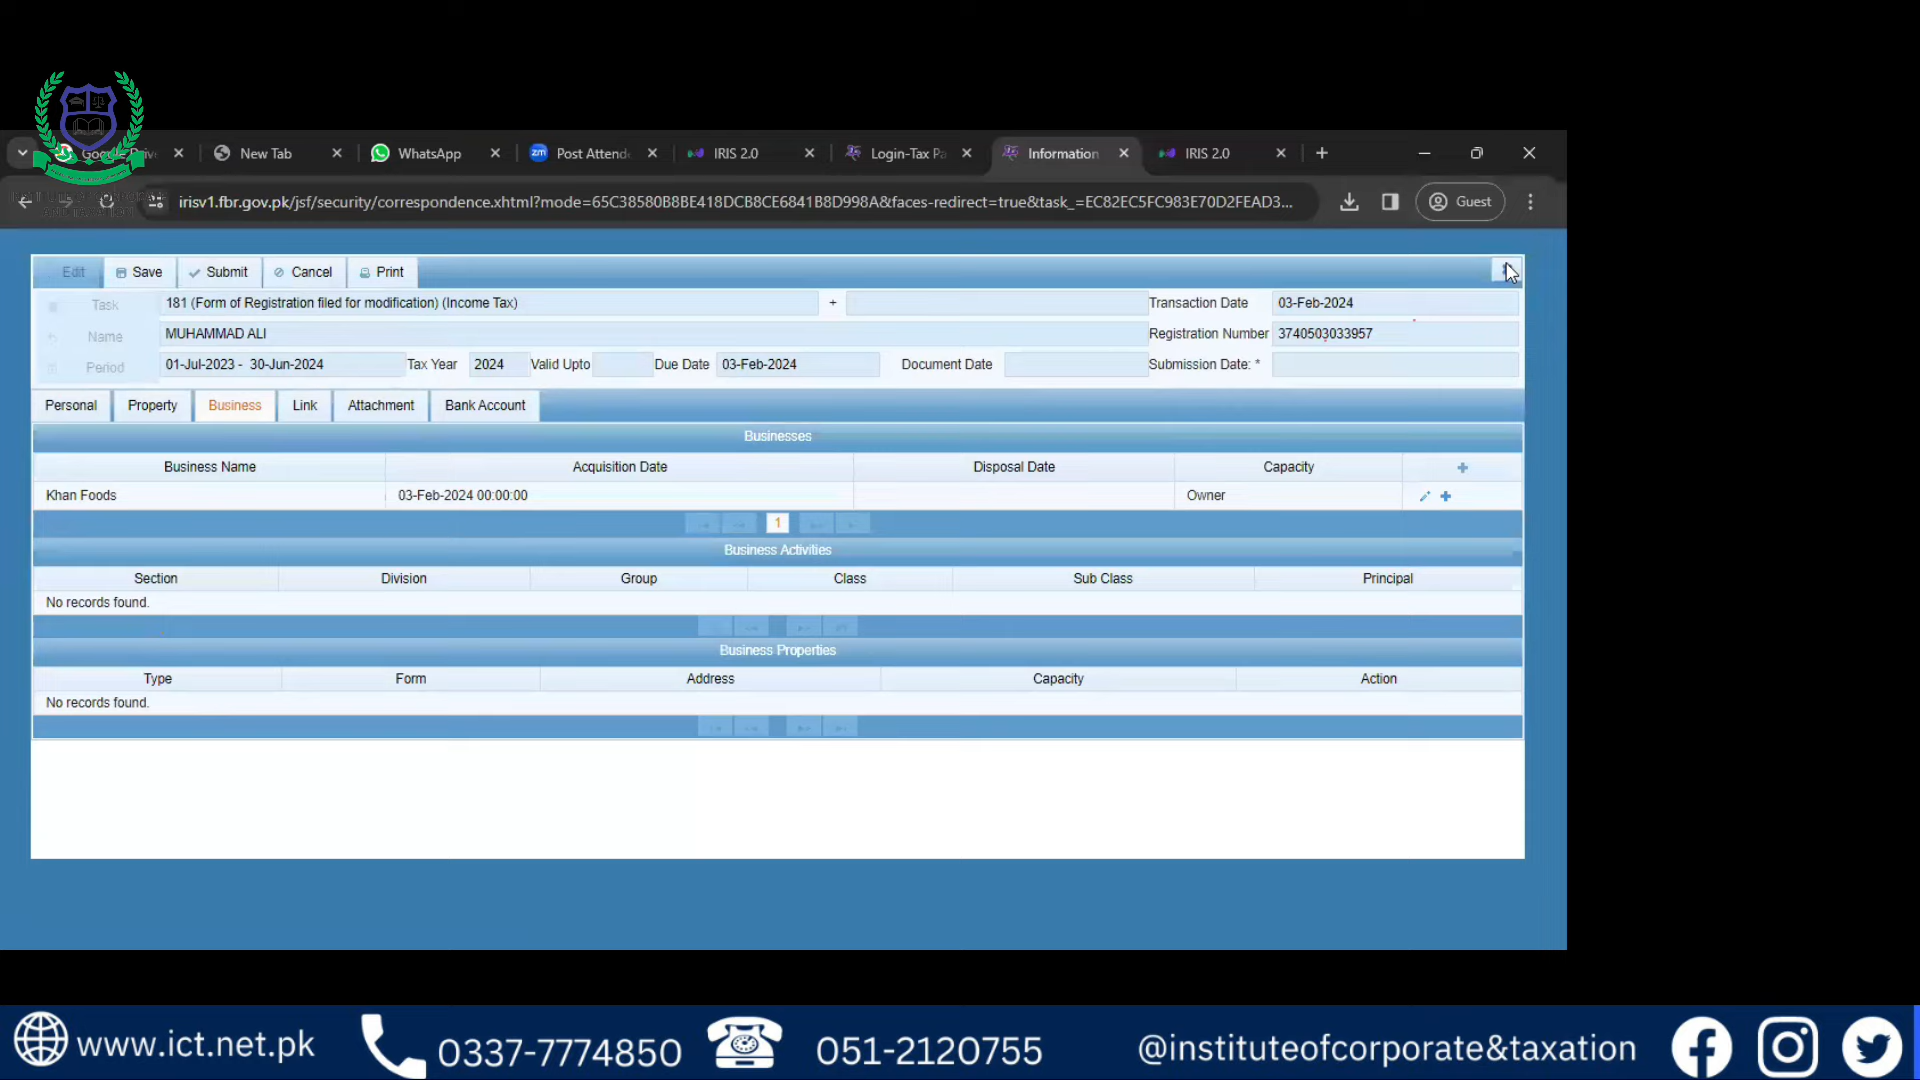 Google Drive
New Tab
WhatsApp
Post Attende
IRIS 2.0
Login-Tax Pa
Information
IRIS 2.0
irisv1.fbr.gov.pk/jsf/security/correspondence.xhtml?mode=65C38580B8BE418DCB8CE6841B8D998A&faces-redirect=true&task_=EC82EC5FC983E70D2FEAD3...
Guest
Edit Save Submit Cancel Print
Task 181 (Form of Registration filed for modification) (Income Tax) + Transaction Date 03-Feb-2024
Name MUHAMMAD ALI Registration Number 3740503033957
Period 01-Jul-2023 - 30-Jun-2024 Tax Year 2024 Valid Upto Due Date 03-Feb-2024 Document Date Submission Date: *
Personal Property Business Link Attachment Bank Account
Businesses
Business Name Acquisition Date Disposal Date Capacity +
Khan Foods 03-Feb-2024 00:00:00 Owner +
1
Business Activities
Section Division Group Class Sub Class Principal
No records found.
Business Properties
Type Form Address Capacity Action
No records found.
www.ict.net.pk 0337-7774850 051-2120755 @instituteofcorporate&taxation